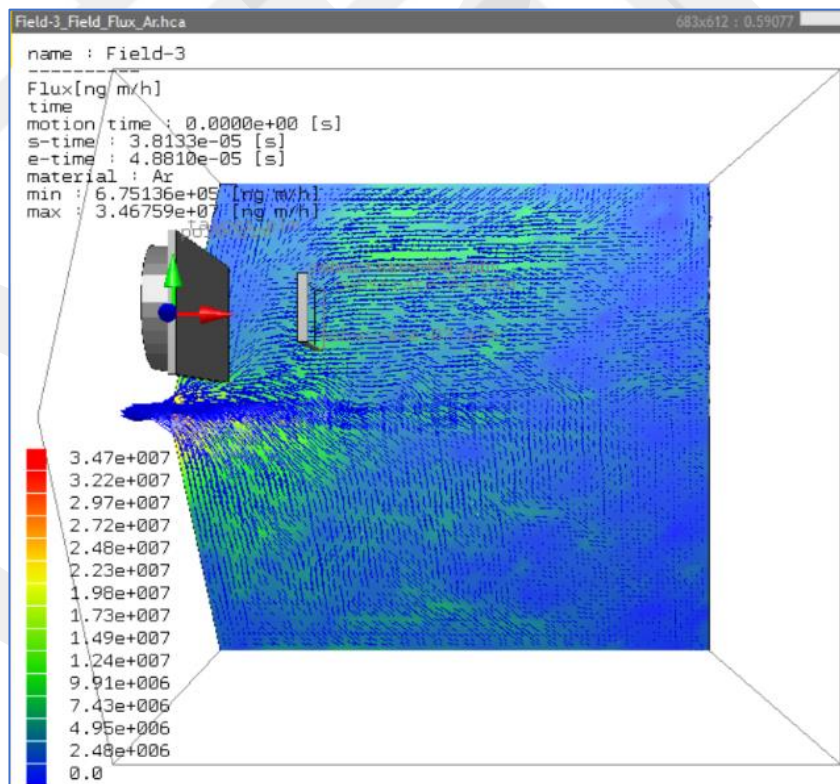 Field-3_Field_Flux_Ar.hca
683x612 : 0.59077
name : Field-3
----------
Flux[ng m/h]
time
motion time : 0.0000e+00 [s]
s-time : 3.8133e-05 [s]
e-time : 4.8810e-05 [s]
material : Ar
min : 6.75136e+05 [ng m/h]
max : 3.46759e+07 [ng m/h]
3.47e+007
3.22e+007
2.97e+007
2.72e+007
2.48e+007
2.23e+007
1.98e+007
1.73e+007
1.49e+007
1.24e+007
9.91e+006
7.43e+006
4.95e+006
2.48e+006
0.0